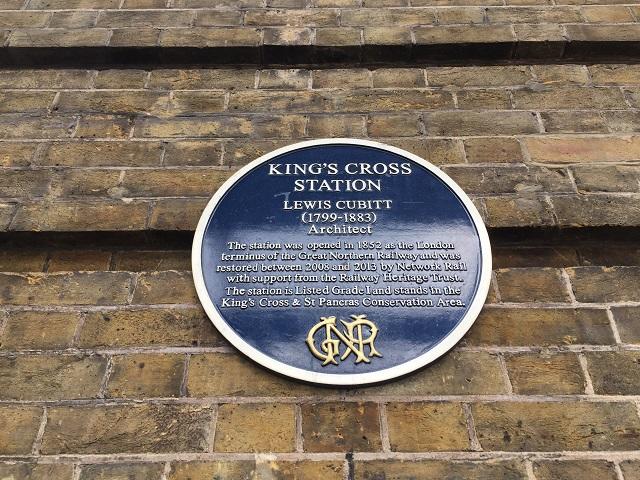 KING'S CROSS
STATION
LEWIS CUBITT
(1799-1883)
Architect
The station was opened in 1852 as the London
terminus of the Great Northern Railway and was
restored between 2008 and 2013 by Network Rail
with support from the Railway Heritage Trust.
The station is Listed Grade I and stands in the
King's Cross & St Pancras Conservation Area.
GNR